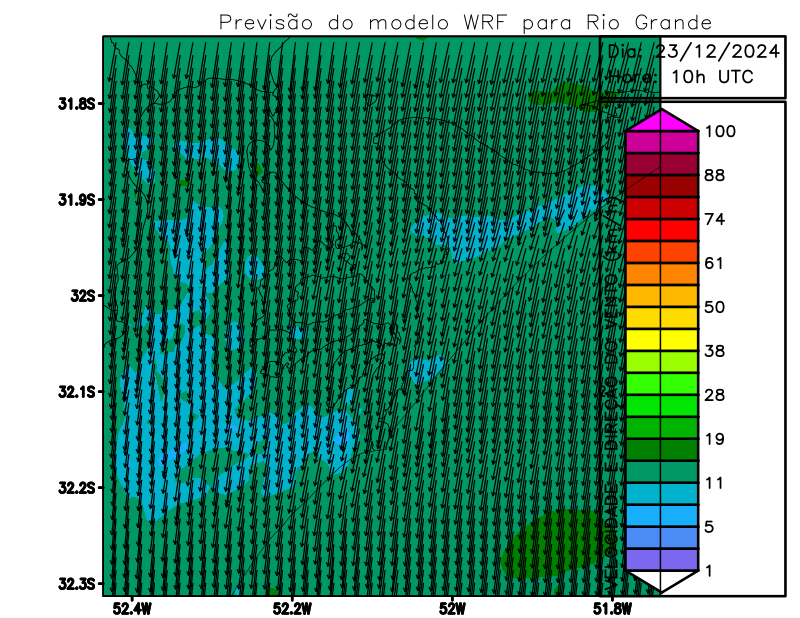 Previsão do modelo WRF para Rio Grande
Dia: 23/12/2024
Hore: 10h UTC
31.8S
31.9S
32S
32.1S
32.2S
32.3S
52.4W
52.2W
52W
51.8W
VELOCIDADE E DIREÇÃO DO VENTO (km/h)
100
88
74
61
50
38
28
19
11
5
1